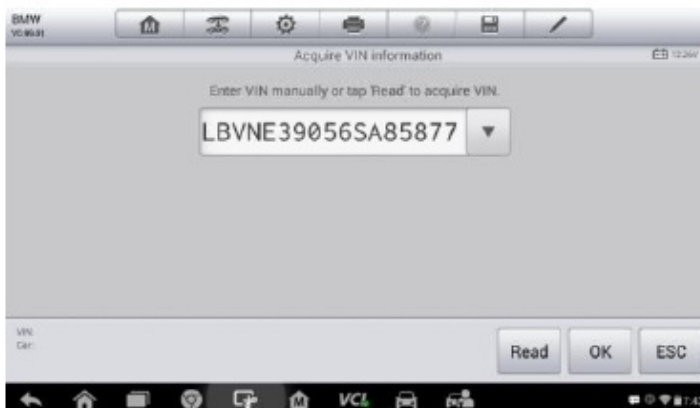 BMW
Acquire VIN information
Enter VIN manually or tap 'Read' to acquire VIN.
LBVNE39056SA85877
VIN:
Car:
Read
OK
ESC
VCI